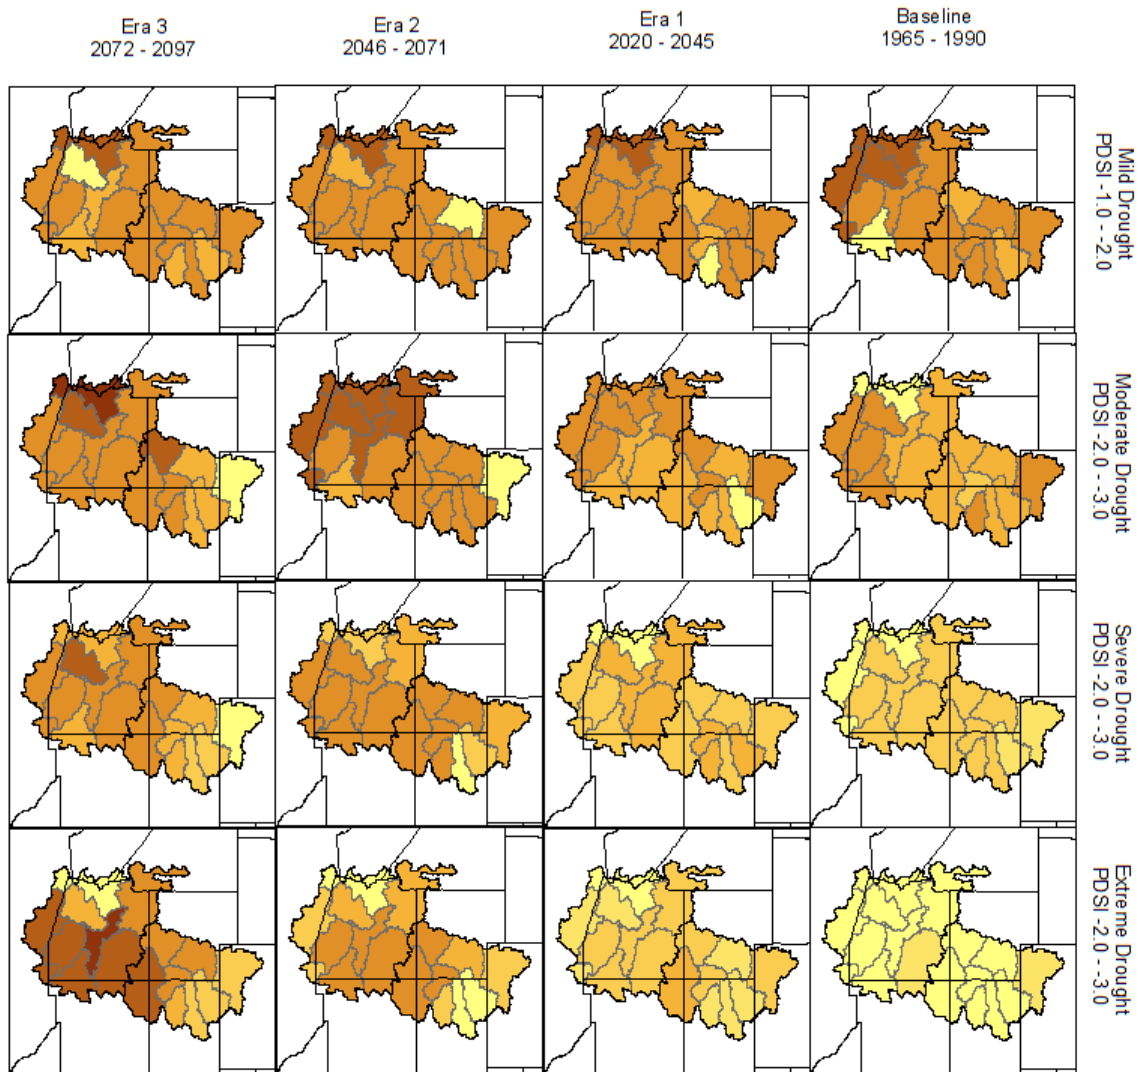 Era 3
2072 - 2097
Era 2
2046 - 2071
Era 1
2020 - 2045
Baseline
1965 - 1990
Mild Drought
PDSI -1.0 - -2.0
Moderate Drought
PDSI -2.0 - -3.0
Severe Drought
PDSI -2.0 - -3.0
Extreme Drought
PDSI -2.0 - -3.0